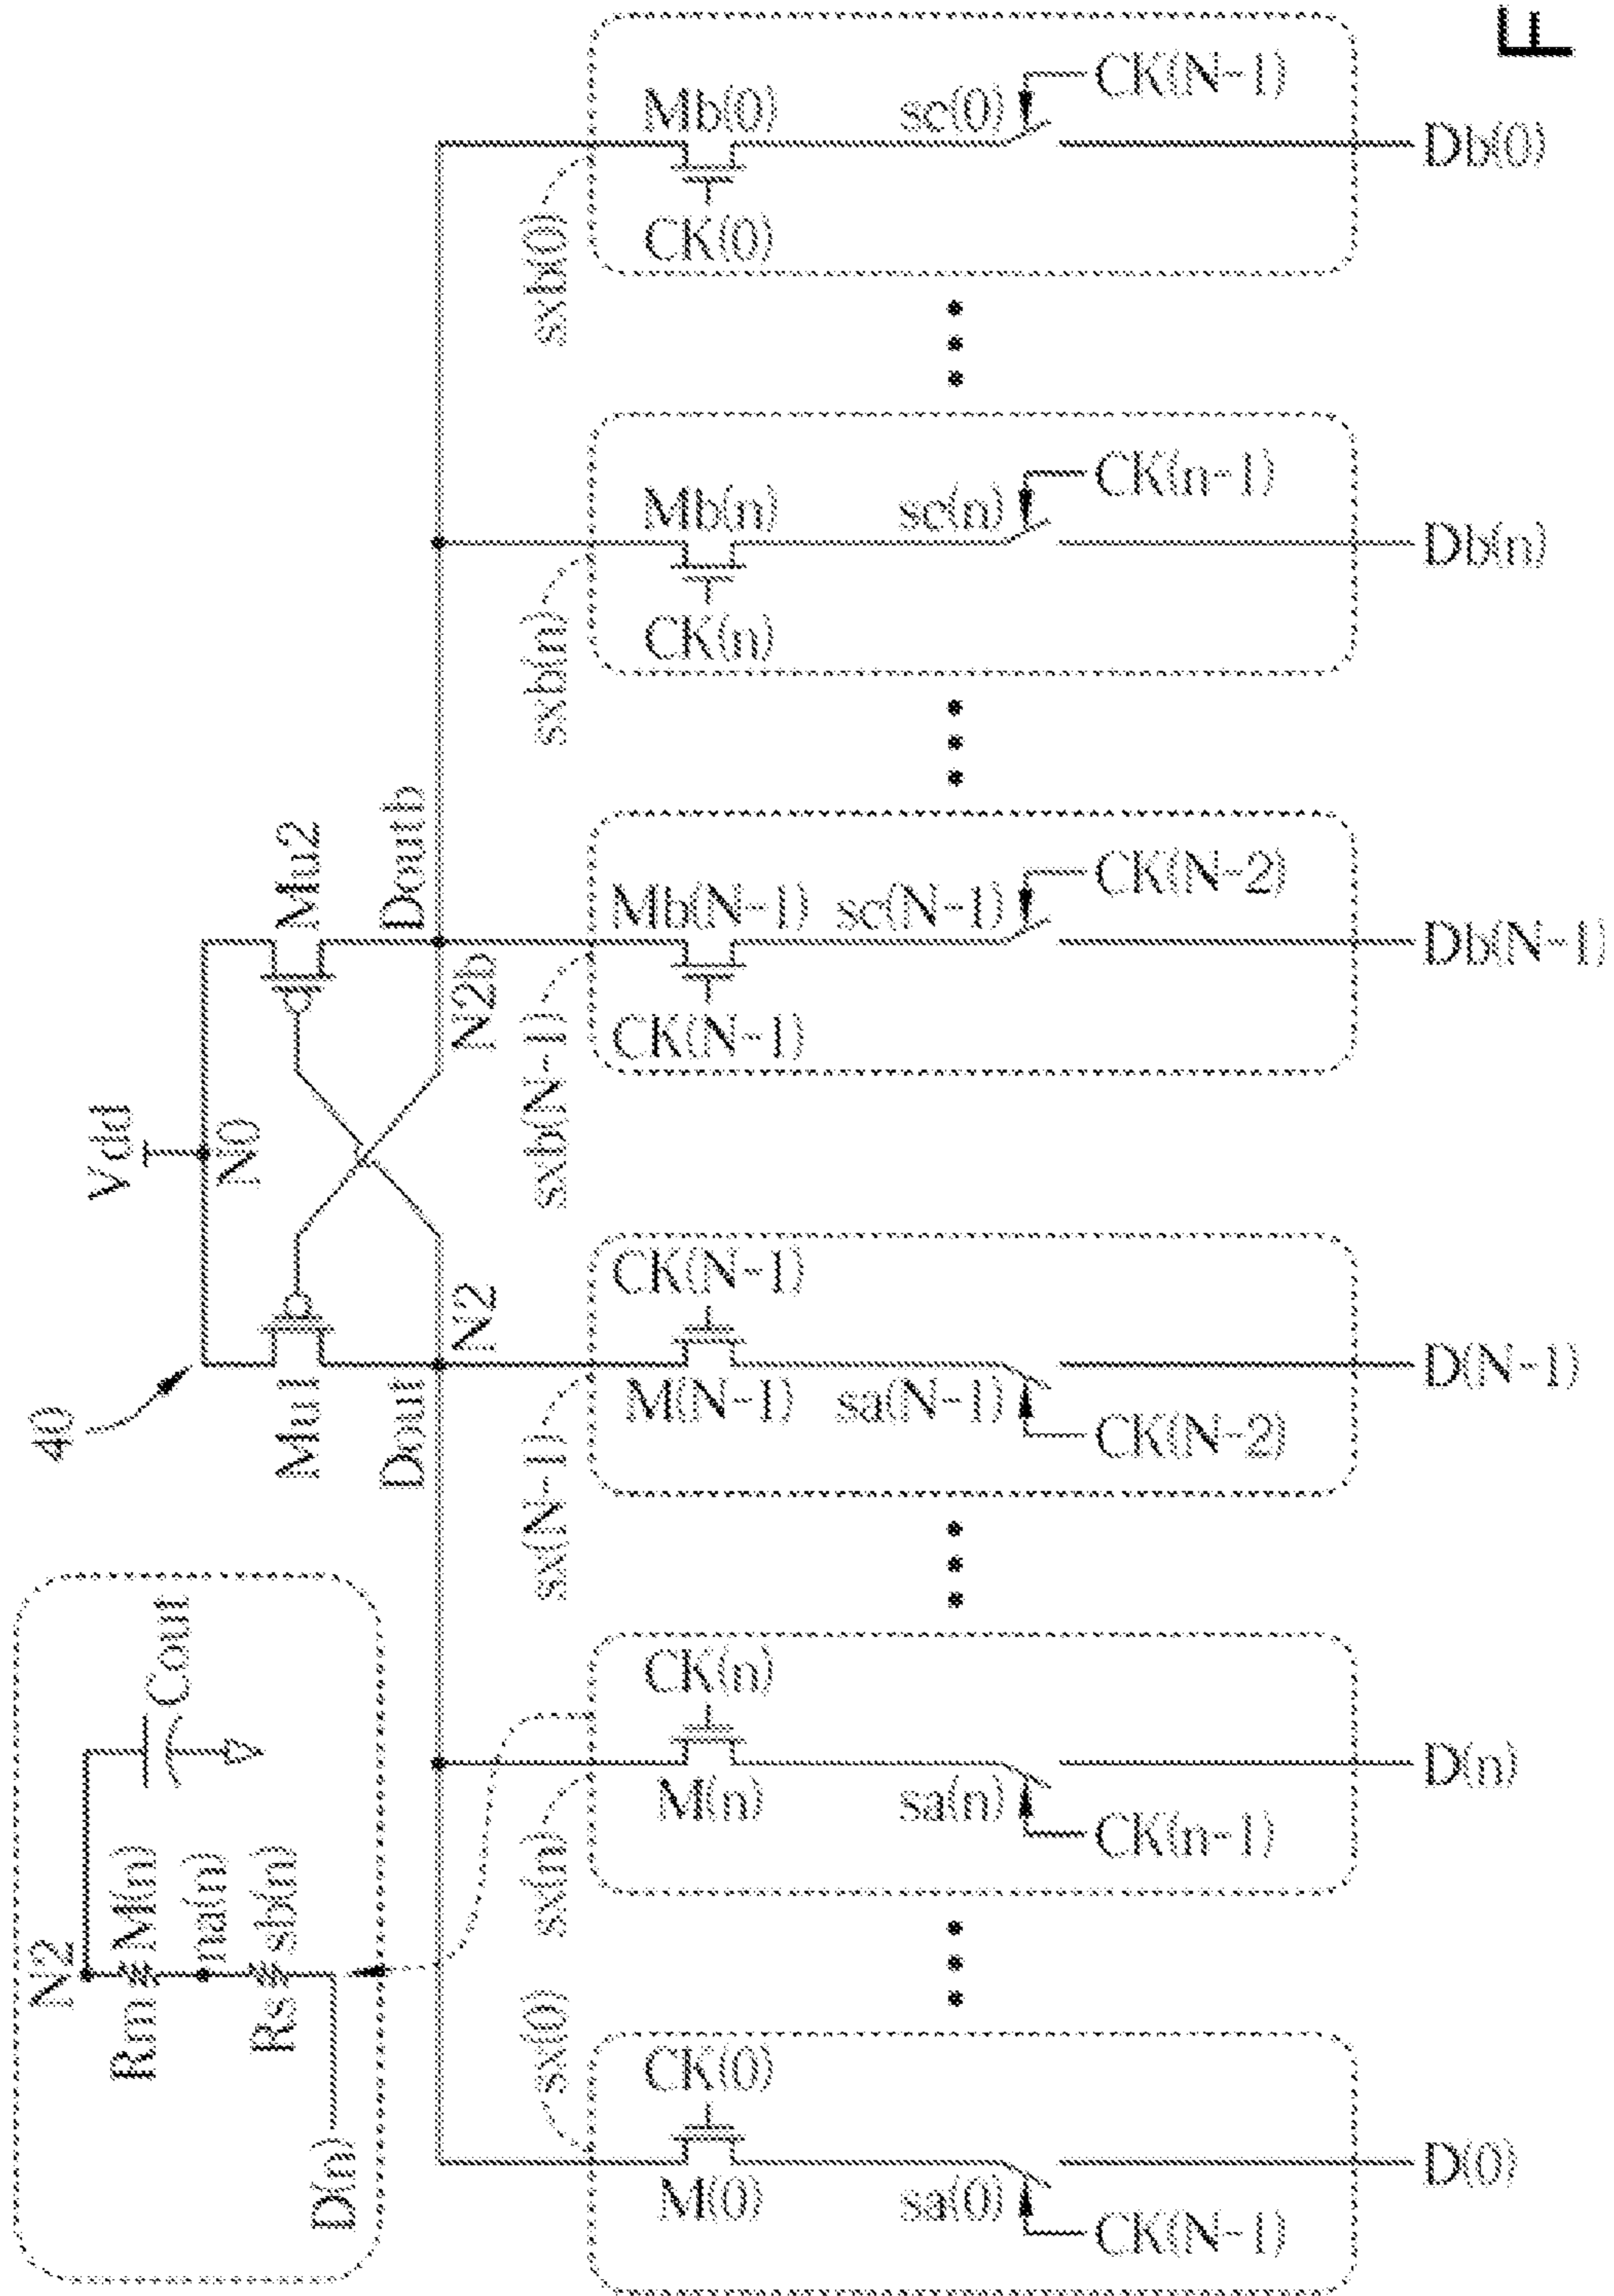 40
Vdd
N0
Mu1
Mu2
Dout
Doutb
N2
N2b
N2
Rm
M(n)
na(n)
Rs
sb(n)
Cout
D(n)
sx(0)
CK(0)
M(0)
sa(0)
CK(N-1)
D(0)
sx(n)
CK(n)
M(n)
sa(n)
CK(n-1)
D(n)
sx(N-1)
CK(N-1)
M(N-1)
sa(N-1)
CK(N-2)
D(N-1)
sxb(N-1)
Mb(N-1)
CK(N-1)
sc(N-1)
CK(N-2)
Db(N-1)
sxb(n)
Mb(n)
CK(n)
sc(n)
CK(n-1)
Db(n)
sxb(0)
Mb(0)
CK(0)
sc(0)
CK(N-1)
Db(0)
F